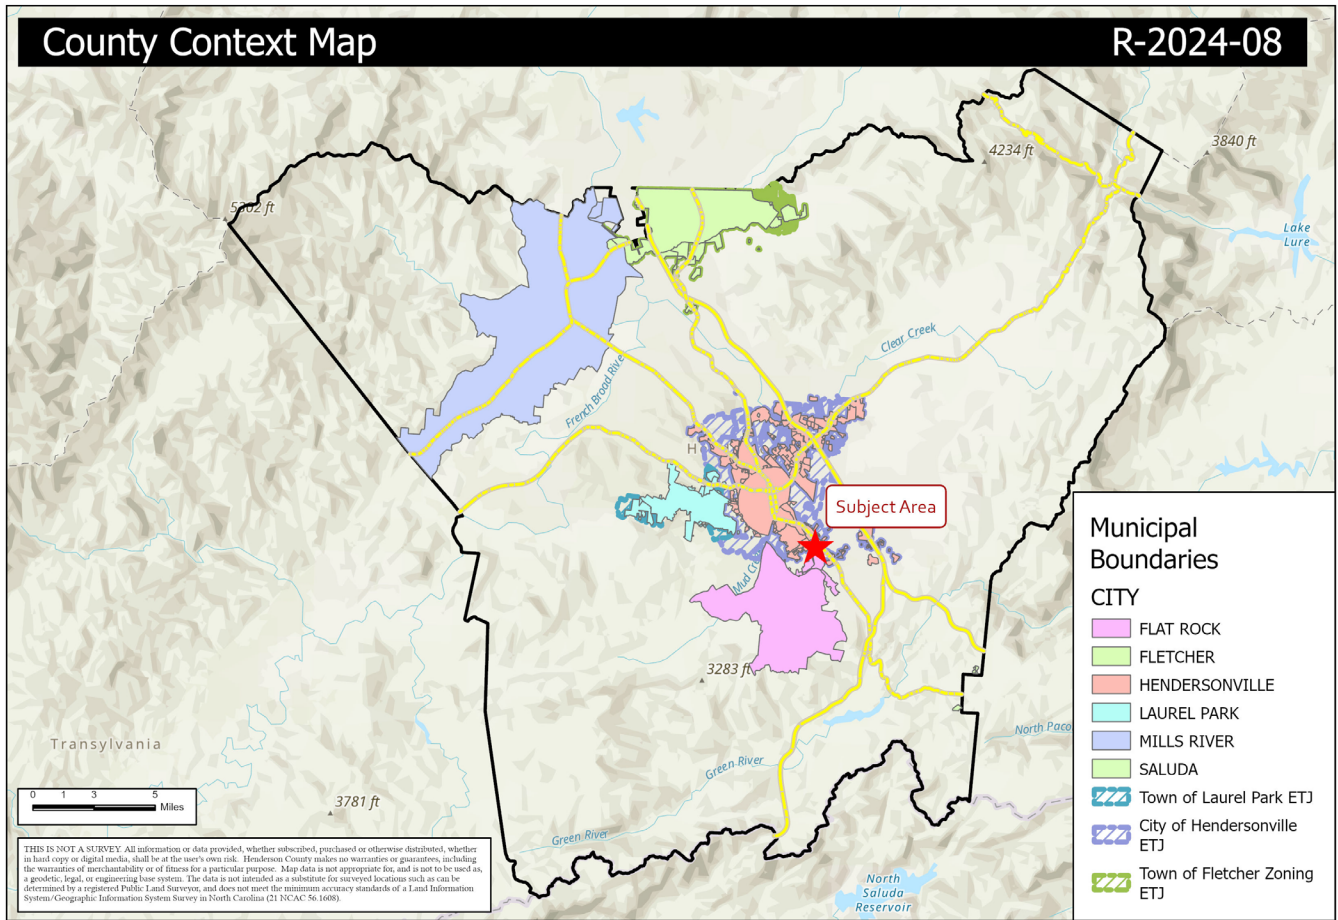 County Context Map
R-2024-08
3840 ft
4234 ft
5302 ft
Lake
Lure
Clear Creek
French Broad River
H
Subject Area
Mud Cr
3283 ft
Transylvania
3781 ft
Green River
Green River
North Paco
North
Saluda
Reservoir
0 1 3 5
Miles
THIS IS NOT A SURVEY. All information or data provided, whether subscribed, purchased or otherwise distributed, whether
in hard copy or digital media, shall be at the user's own risk. Henderson County makes no warranties or guarantees, including
the warranties of merchantability or of fitness for a particular purpose. Map data is not appropriate for, and is not to be used as,
a geodetic, legal, or engineering base system. The data is not intended as a substitute for surveyed locations such as can be
determined by a registered Public Land Surveyor, and does not meet the minimum accuracy standards of a Land Information
System/Geographic Information System Survey in North Carolina (21 NCAC 56.1608).
Municipal
Boundaries
CITY
FLAT ROCK
FLETCHER
HENDERSONVILLE
LAUREL PARK
MILLS RIVER
SALUDA
Town of Laurel Park ETJ
City of Hendersonville
ETJ
Town of Fletcher Zoning
ETJ